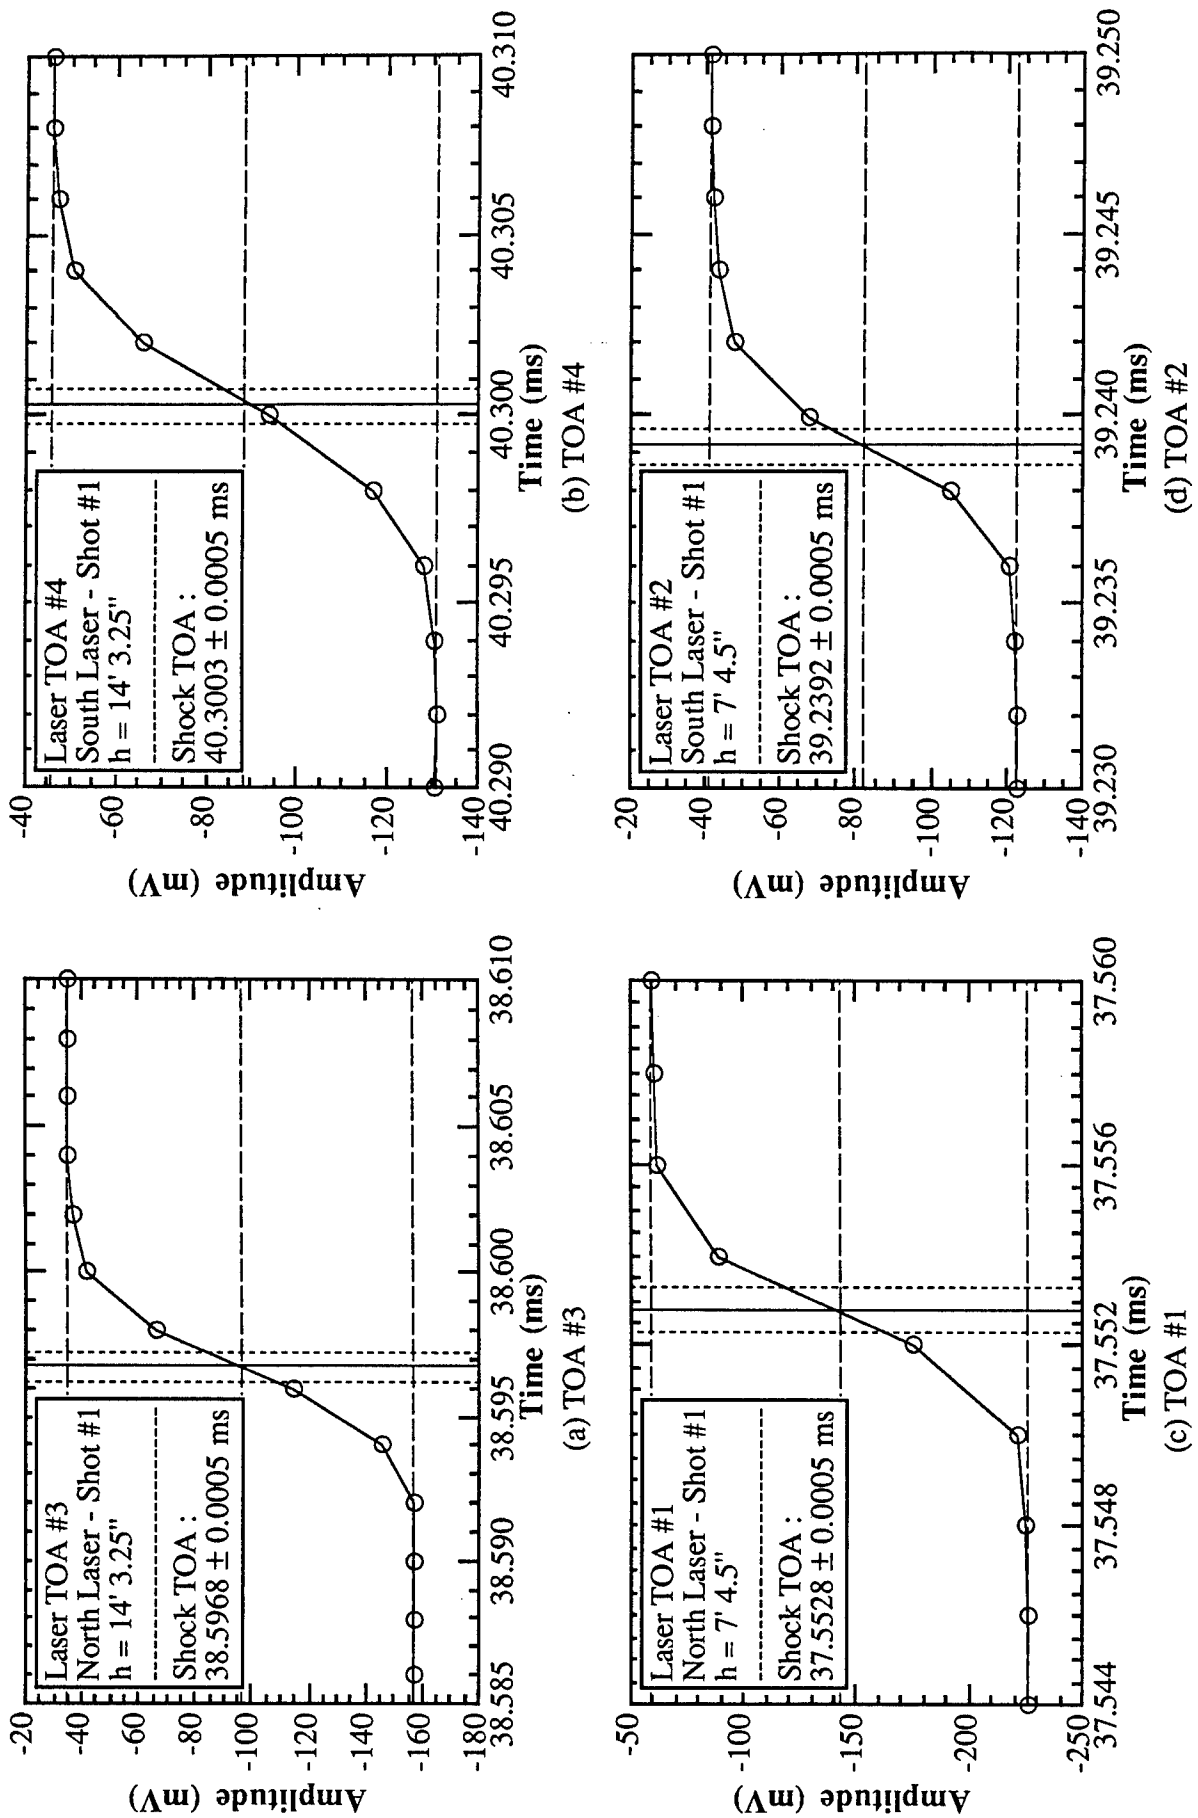 -20
-40
-60
-80
-100
-120
-140
-160
-180
Amplitude (mV)
Laser TOA #3
North Laser - Shot #1
h = 14' 3.25"
Shock TOA :
38.5968 ± 0.0005 ms
38.585
38.590
38.595
38.600
38.605
38.610
Time (ms)
(a) TOA #3
-40
-60
-80
-100
-120
-140
Amplitude (mV)
Laser TOA #4
South Laser - Shot #1
h = 14' 3.25"
Shock TOA :
40.3003 ± 0.0005 ms
40.290
40.295
40.300
40.305
40.310
Time (ms)
(b) TOA #4
-50
-100
-150
-200
-250
Amplitude (mV)
Laser TOA #1
North Laser - Shot #1
h = 7' 4.5"
Shock TOA :
37.5528 ± 0.0005 ms
37.544
37.548
37.552
37.556
37.560
Time (ms)
(c) TOA #1
-20
-40
-60
-80
-100
-120
-140
Amplitude (mV)
Laser TOA #2
South Laser - Shot #1
h = 7' 4.5"
Shock TOA :
39.2392 ± 0.0005 ms
39.230
39.235
39.240
39.245
39.250
Time (ms)
(d) TOA #2